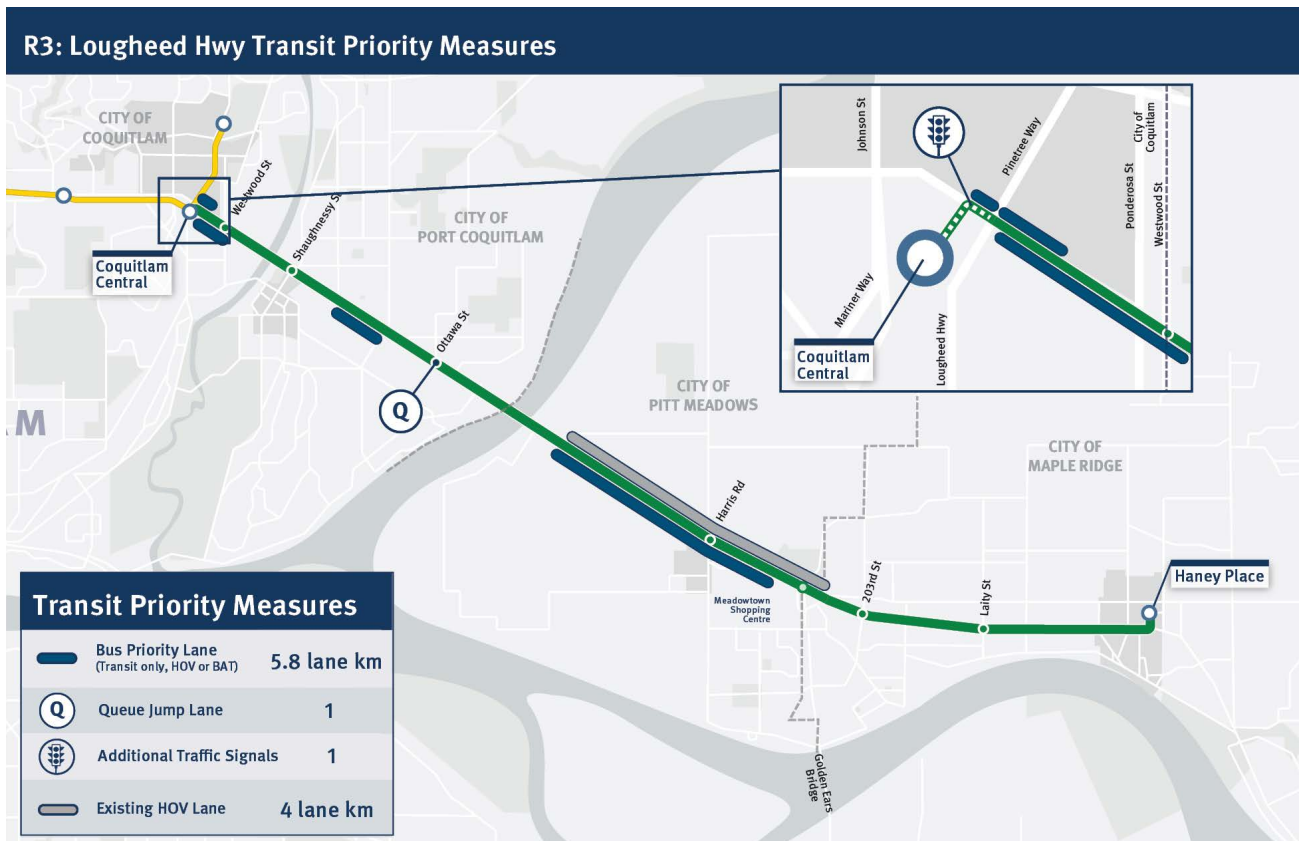 R3: Lougheed Hwy Transit Priority Measures
CITY OF
COQUITLAM
Westwood St
Shaughnessy St
CITY OF
PORT COQUITLAM
Coquitlam
Central
Ottawa St
Q
AM
Johnson St
Pinetree Way
City of
Coquitlam
Ponderosa St
Westwood St
Mariner Way
Lougheed Hwy
Coquitlam
Central
CITY OF
PITT MEADOWS
CITY OF
MAPLE RIDGE
Harris Rd
Meadowtown
Shopping
Centre
203rd St
Laity St
Haney Place
Golden Ears
Bridge
Transit Priority Measures
Bus Priority Lane 5.8 lane km
(Transit only, HOV or BAT)
Q Queue Jump Lane 1
Additional Traffic Signals 1
Existing HOV Lane 4 lane km